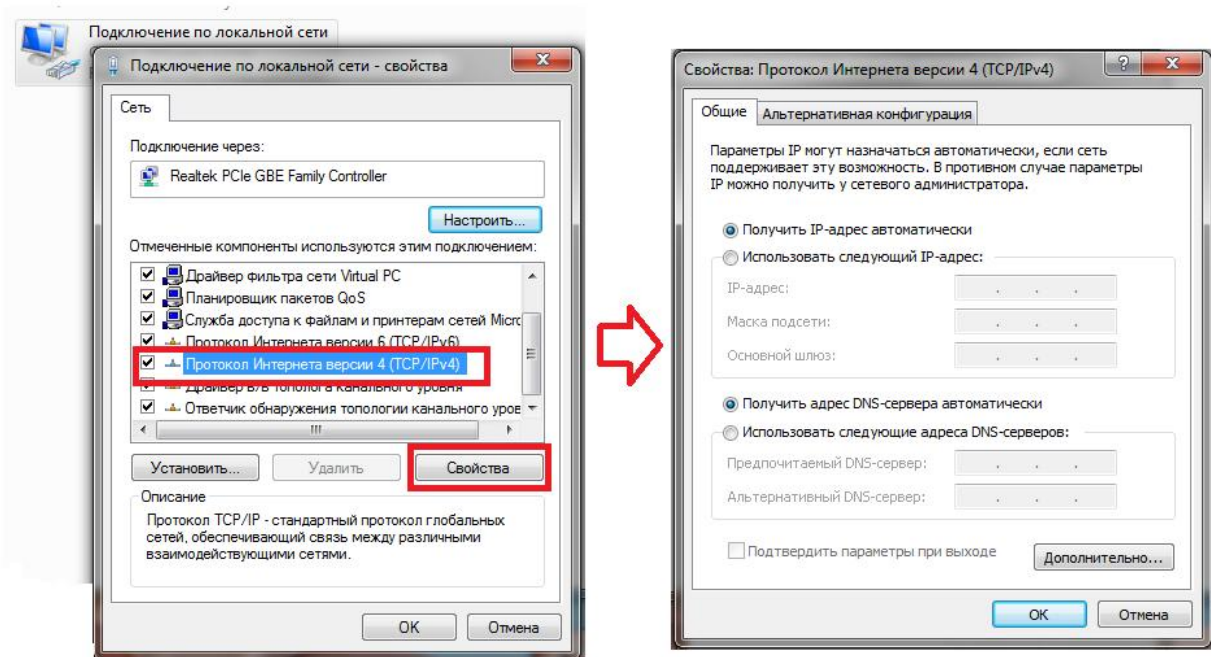 Подключение по локальной сети
Подключение по локальной сети - свойства
Сеть
Подключение через:
Realtek PCIe GBE Family Controller
Настроить...
Отмеченные компоненты используются этим подключением:
Драйвер фильтра сети Virtual PC
Планировщик пакетов QoS
Служба доступа к файлам и принтерам сетей Micro
Протокол Интернета версии 6 (TCP/IPv6)
Протокол Интернета версии 4 (TCP/IPv4)
Драйвер в/в тополога канального уровня
Ответчик обнаружения топологии канального уров
Установить...
Удалить
Свойства
Описание
Протокол TCP/IP - стандартный протокол глобальных
сетей, обеспечивающий связь между различными
взаимодействующими сетями.
OK
Отмена
Свойства: Протокол Интернета версии 4 (TCP/IPv4)
Общие
Альтернативная конфигурация
Параметры IP могут назначаться автоматически, если сеть
поддерживает эту возможность. В противном случае параметры
IP можно получить у сетевого администратора.
Получить IP-адрес автоматически
Использовать следующий IP-адрес:
IP-адрес:
Маска подсети:
Основной шлюз:
Получить адрес DNS-сервера автоматически
Использовать следующие адреса DNS-серверов:
Предпочитаемый DNS-сервер:
Альтернативный DNS-сервер:
Подтвердить параметры при выходе
Дополнительно...
OK
Отмена